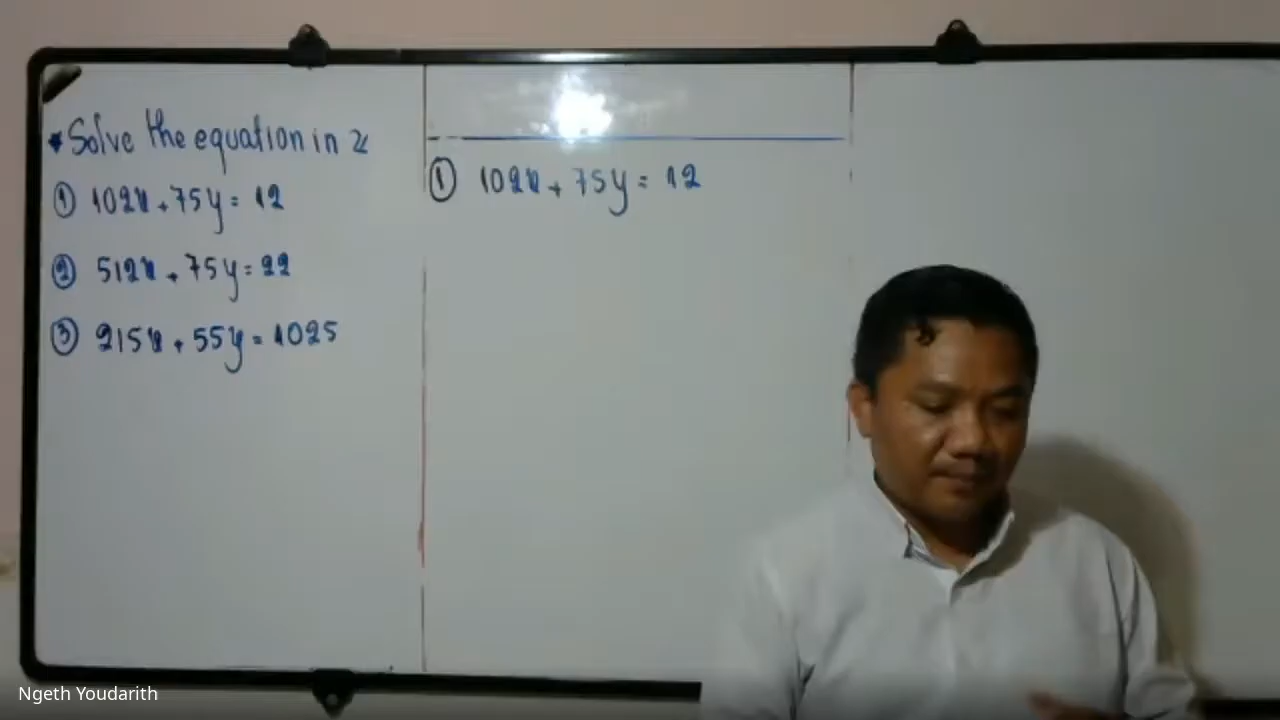 * Solve the equation in ℤ
① 102x + 75y = 12
② 512x + 75y = 22
③ 215x + 55y = 1025
① 102x + 75y = 12
Ngeth Youdarith